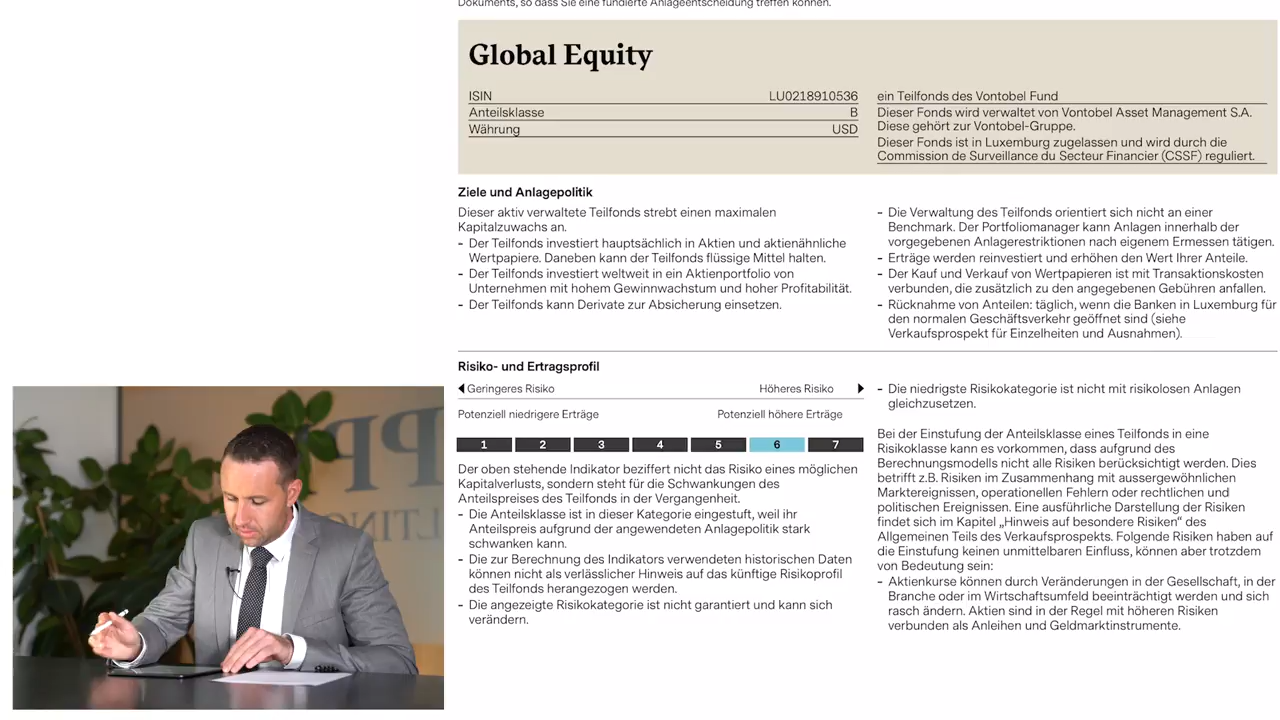 Dokuments, so dass Sie eine fundierte Anlageentscheidung treffen können.
Global Equity
ISIN LU0218910536
Anteilsklasse B
Währung USD
ein Teilfonds des Vontobel Fund
Dieser Fonds wird verwaltet von Vontobel Asset Management S.A.
Diese gehört zur Vontobel-Gruppe.
Dieser Fonds ist in Luxemburg zugelassen und wird durch die
Commission de Surveillance du Secteur Financier (CSSF) reguliert.
Ziele und Anlagepolitik
Dieser aktiv verwaltete Teilfonds strebt einen maximalen
Kapitalzuwachs an.
- Der Teilfonds investiert hauptsächlich in Aktien und aktienähnliche
Wertpapiere. Daneben kann der Teilfonds flüssige Mittel halten.
- Der Teilfonds investiert weltweit in ein Aktienportfolio von
Unternehmen mit hohem Gewinnwachstum und hoher Profitabilität.
- Der Teilfonds kann Derivate zur Absicherung einsetzen.
- Die Verwaltung des Teilfonds orientiert sich nicht an einer
Benchmark. Der Portfoliomanager kann Anlagen innerhalb der
vorgegebenen Anlagerestriktionen nach eigenem Ermessen tätigen.
- Erträge werden reinvestiert und erhöhen den Wert Ihrer Anteile.
- Der Kauf und Verkauf von Wertpapieren ist mit Transaktionskosten
verbunden, die zusätzlich zu den angegebenen Gebühren anfallen.
- Rücknahme von Anteilen: täglich, wenn die Banken in Luxemburg für
den normalen Geschäftsverkehr geöffnet sind (siehe
Verkaufsprospekt für Einzelheiten und Ausnahmen).
Risiko- und Ertragsprofil
Geringeres Risiko Höheres Risiko
Potenziell niedrigere Erträge Potenziell höhere Erträge
1 2 3 4 5 6 7
Der oben stehende Indikator beziffert nicht das Risiko eines möglichen
Kapitalverlusts, sondern steht für die Schwankungen des
Anteilspreises des Teilfonds in der Vergangenheit.
- Die Anteilsklasse ist in dieser Kategorie eingestuft, weil ihr
Anteilspreis aufgrund der angewendeten Anlagepolitik stark
schwanken kann.
- Die zur Berechnung des Indikators verwendeten historischen Daten
können nicht als verlässlicher Hinweis auf das künftige Risikoprofil
des Teilfonds herangezogen werden.
- Die angezeigte Risikokategorie ist nicht garantiert und kann sich
verändern.
- Die niedrigste Risikokategorie ist nicht mit risikolosen Anlagen
gleichzusetzen.
Bei der Einstufung der Anteilsklasse eines Teilfonds in eine
Risikoklasse kann es vorkommen, dass aufgrund des
Berechnungsmodells nicht alle Risiken berücksichtigt werden. Dies
betrifft z.B. Risiken im Zusammenhang mit aussergewöhnlichen
Marktereignissen, operationellen Fehlern oder rechtlichen und
politischen Ereignissen. Eine ausführliche Darstellung der Risiken
findet sich im Kapitel „Hinweis auf besondere Risiken“ des
Allgemeinen Teils des Verkaufsprospekts. Folgende Risiken haben auf
die Einstufung keinen unmittelbaren Einfluss, können aber trotzdem
von Bedeutung sein:
- Aktienkurse können durch Veränderungen in der Gesellschaft, in der
Branche oder im Wirtschaftsumfeld beeinträchtigt werden und sich
rasch ändern. Aktien sind in der Regel mit höheren Risiken
verbunden als Anleihen und Geldmarktinstrumente.